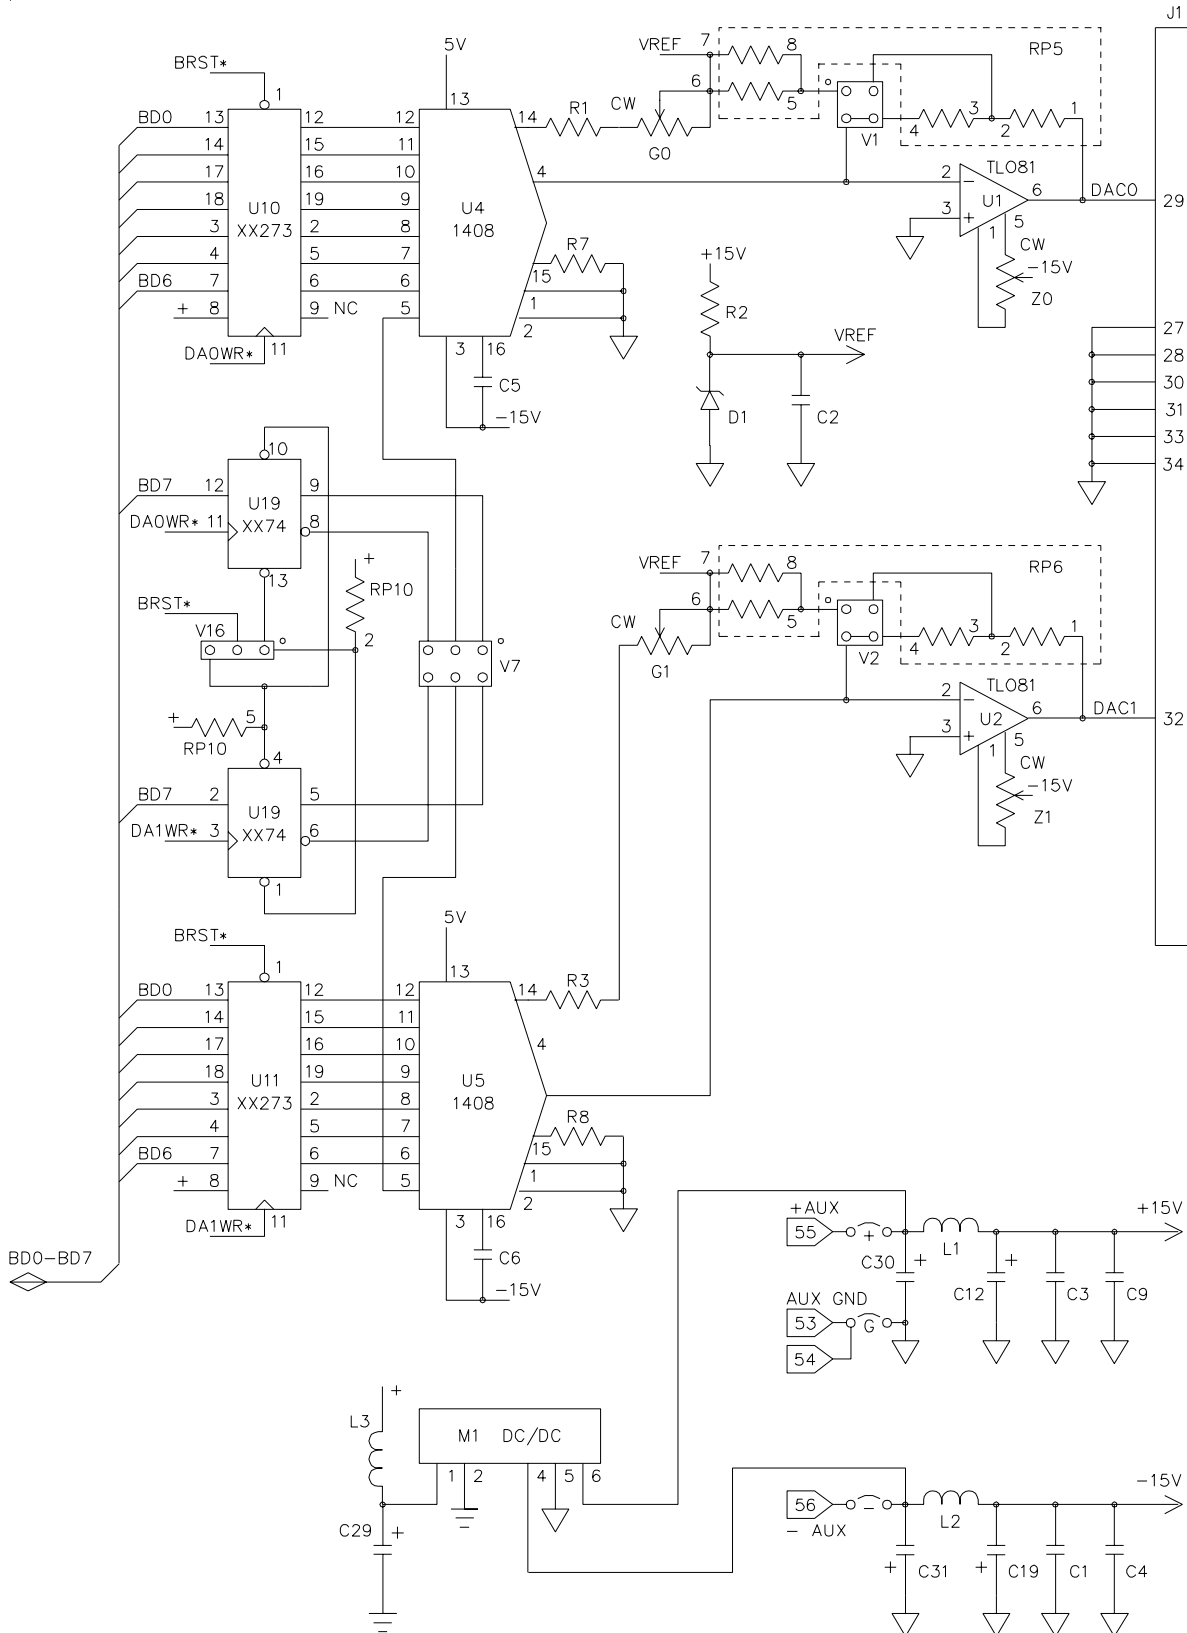 J1
5V
VREF 7 8 RP5
BRST*
1
13
6
R1 CW
5
3 1
BD0 13 12 12 14
4 2
G0
V1
14 15 11
TL081
17 16 10 4
2 -
18 19 9
U10 U4
U1 6 DAC0 29
XX273 1408
3 2 8
3 + 5
1
4 5 7
R7
15
CW
+15V
-15V
BD6 7 6 6
1
Z0
+ 8 9 NC 5
2
R2
27
DA0WR* 11
3 16
VREF
28
C5
30
-15V
D1 C2
31
33
10
34
BD7 12 9
U19
DA0WR* 11 XX74 8
+
VREF 7 8 RP6
13
RP10
6
BRST*
CW
5
3 1
V16
2
4 2
V7
G1
V2
TL081
+ 5
2 -
RP10
6 DAC1 32
U2
4
3 + 5
1
CW
BD7 2 5
-15V
U19
Z1
DA1WR* 3 XX74 6
1
5V
BRST*
1
13
R3
BD0 13 12 12 14
14 15 11
17 16 10 4
18 19 9
U11 U5
XX273 1408
3 2 8
4 5 7
R8
15
BD6 7 6 6
1
+ 8 9 NC 5
2
DA1WR* 11
3 16
+AUX
+15V
55 +
L1
BD0-BD7
C6
C30 +
+
-15V
C12 C3 C9
AUX GND
53 G
54
+
L3
M1 DC/DC
1 2 4 5 6
-15V
56 -
L2
C29 +
- AUX
+ C31 + C19 C1 C4